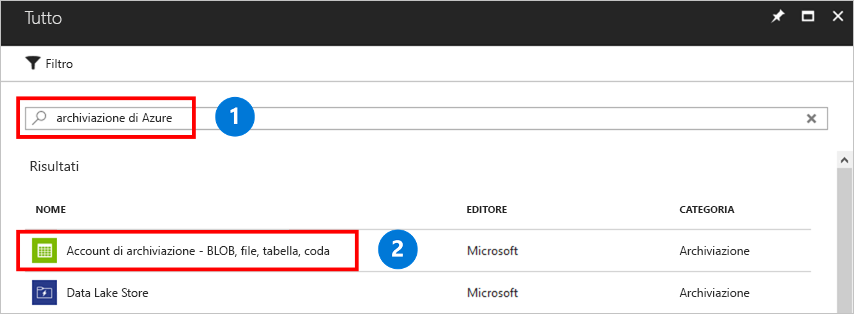 Tutto
Filtro
archiviazione di Azure
1
Risultati
NOME EDITORE CATEGORIA
Account di archiviazione - BLOB, file, tabella, coda 2 Microsoft Archiviazione
Data Lake Store Microsoft Archiviazione